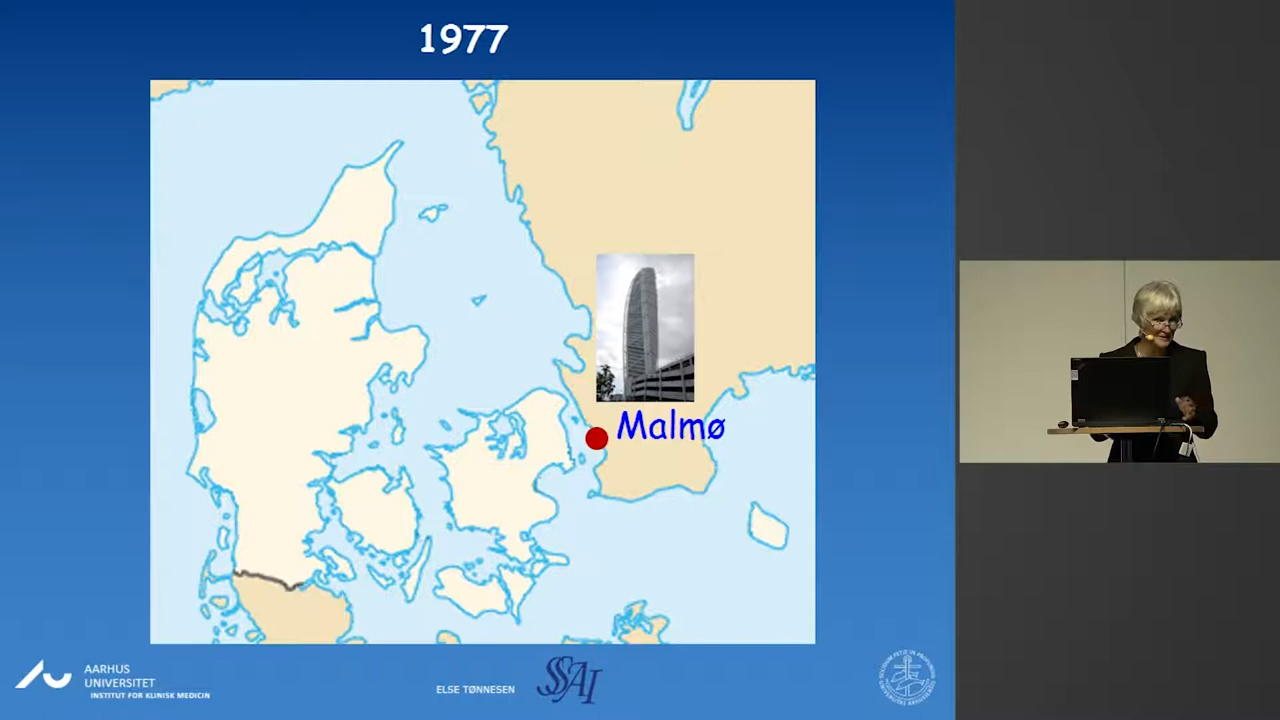 1977
Malmø
AARHUS
UNIVERSITET
INSTITUT FOR KLINISK MEDICIN
ELSE TØNNESEN
SSAI